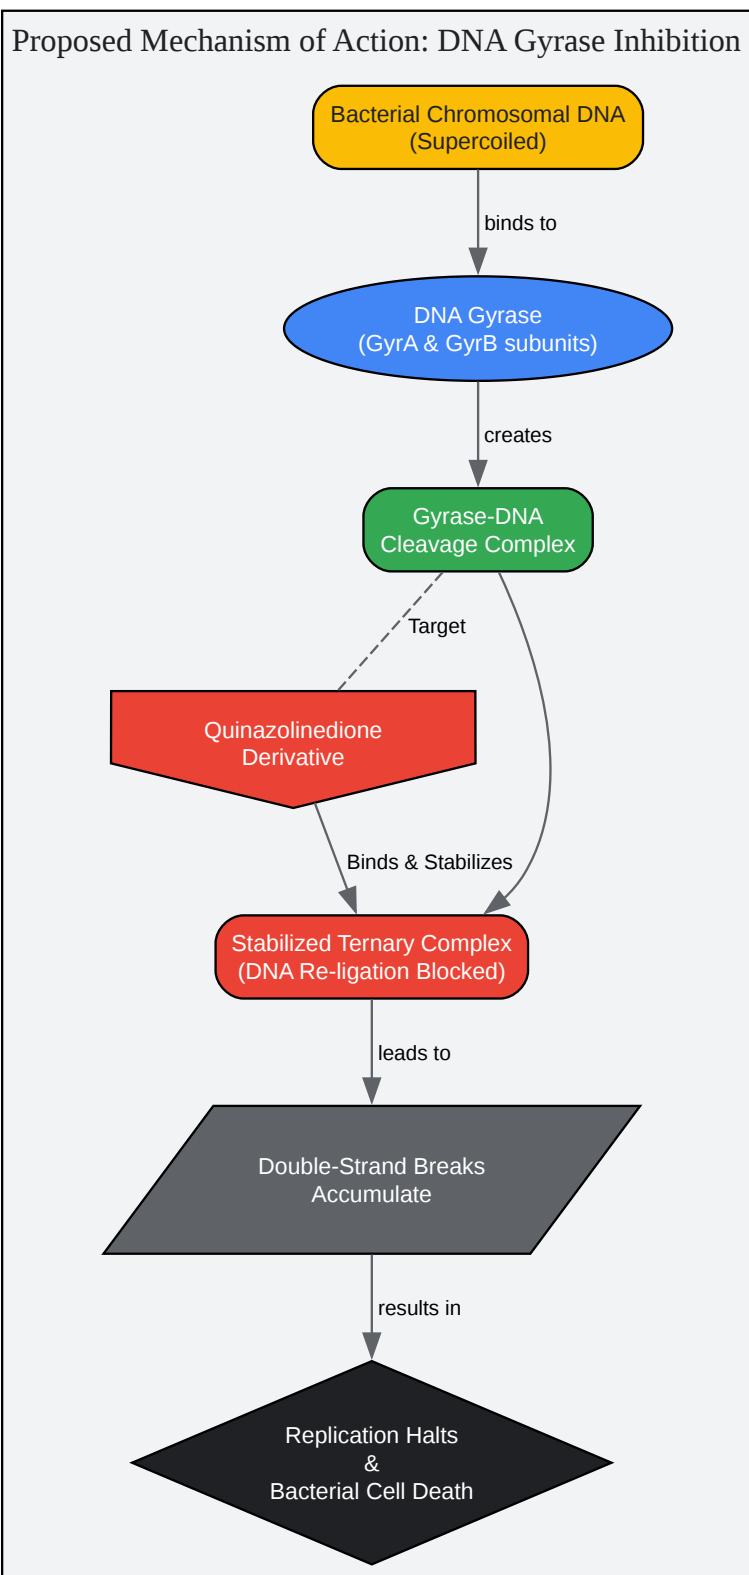 Proposed Mechanism of Action: DNA Gyrase Inhibition
Bacterial Chromosomal DNA
(Supercoiled)
binds to
DNA Gyrase
(GyrA & GyrB subunits)
creates
Gyrase-DNA
Cleavage Complex
Target
Quinazolinedione
Derivative
Binds & Stabilizes
Stabilized Ternary Complex
(DNA Re-ligation Blocked)
leads to
Double-Strand Breaks
Accumulate
results in
Replication Halts
&
Bacterial Cell Death